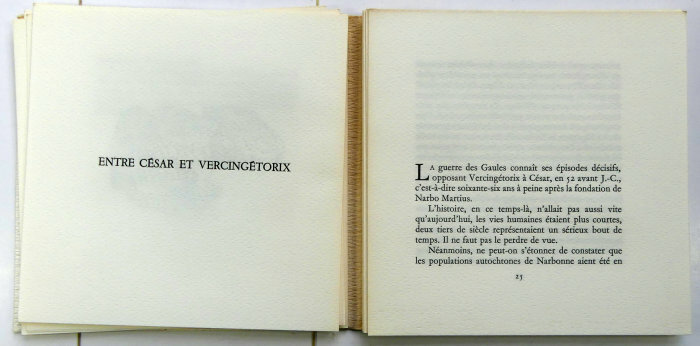 ENTRE CÉSAR ET VERCINGÉTORIX
LA guerre des Gaules connaît ses épisodes décisifs,
opposant Vercingétorix à César, en 52 avant J.-C.,
c'est-à-dire soixante-six ans à peine après la fondation de
Narbo Martius.
L'histoire, en ce temps-là, n'allait pas aussi vite
qu'aujourd'hui, les vies humaines étaient plus courtes,
deux tiers de siècle représentaient un sérieux bout de
temps. Il ne faut pas le perdre de vue.
Néanmoins, ne peut-on s'étonner de constater que
les populations autochtones de Narbonne aient été en
25